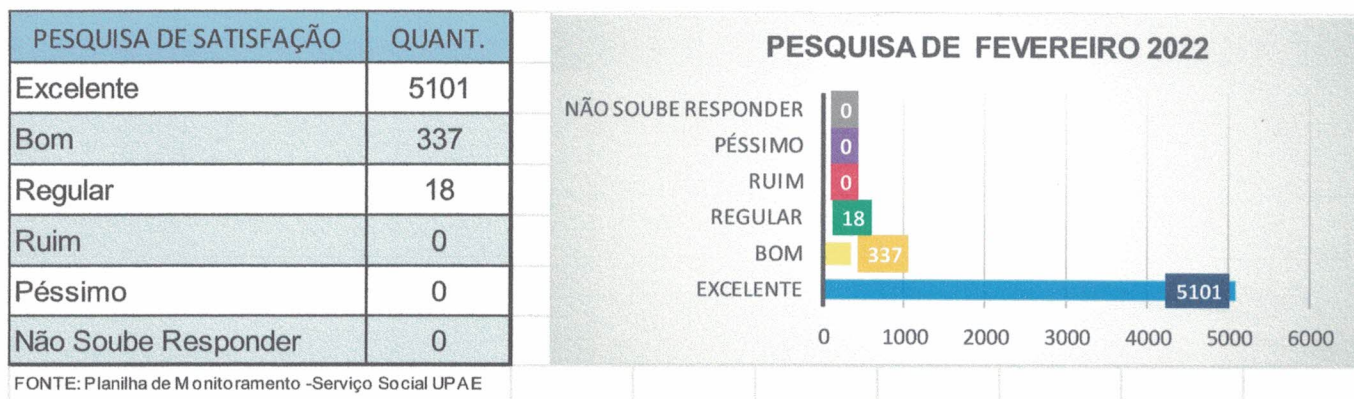 PESQUISA DE SATISFAÇÃO QUANT.
Excelente 5101
Bom 337
Regular 18
Ruim 0
Péssimo 0
Não Soube Responder 0
FONTE: Planilha de Monitoramento -Serviço Social UPAE
PESQUISA DE FEVEREIRO 2022
NÃO SOUBE RESPONDER 0
PÉSSIMO 0
RUIM 0
REGULAR 18
BOM 337
EXCELENTE 5101
0 1000 2000 3000 4000 5000 6000